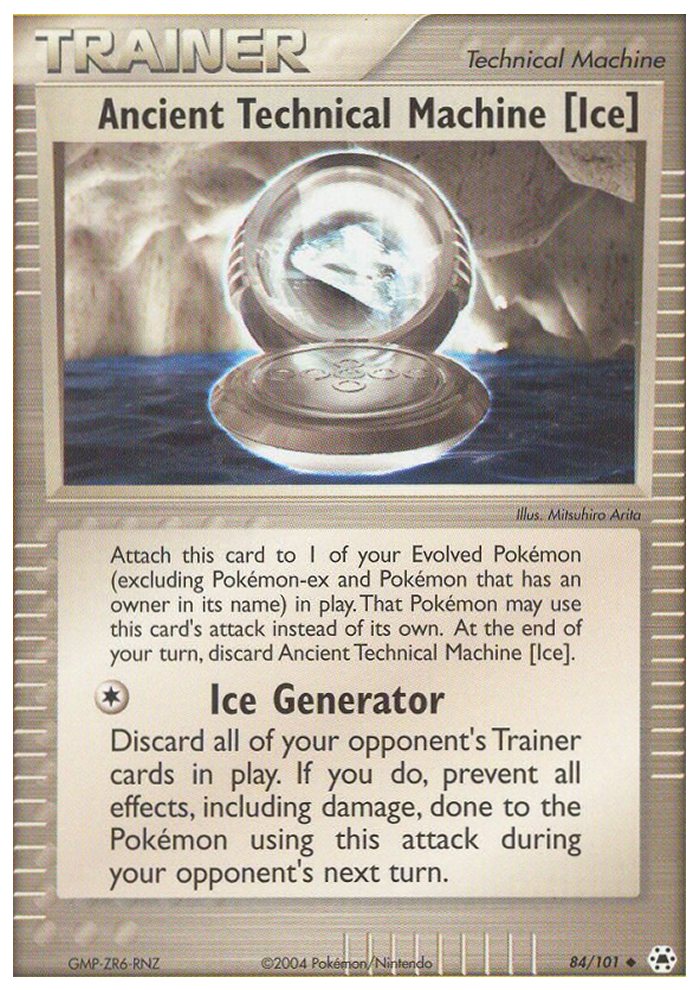 TRAINER
Technical Machine
Ancient Technical Machine [Ice]
Illus. Mitsuhiro Arita
Attach this card to 1 of your Evolved Pokémon
(excluding Pokémon-ex and Pokémon that has an
owner in its name) in play. That Pokémon may use
this card's attack instead of its own. At the end of
your turn, discard Ancient Technical Machine [Ice].
Ice Generator
Discard all of your opponent's Trainer
cards in play. If you do, prevent all
effects, including damage, done to the
Pokémon using this attack during
your opponent's next turn.
GMP-ZR6-RNZ
©2004 Pokémon/Nintendo
84/101 ◆